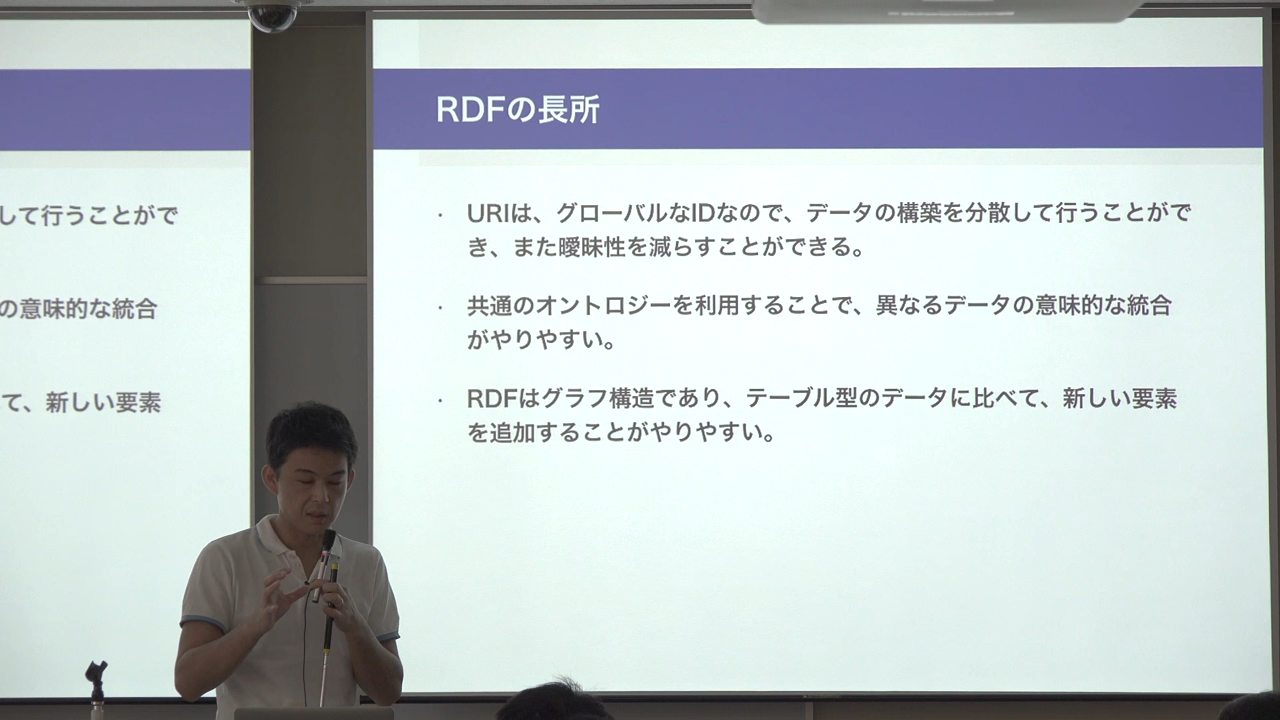 して行うことがで
の意味的な統合
て、新しい要素
RDFの長所
・ URIは、グローバルなIDなので、データの構築を分散して行うことがで
き、また曖昧性を減らすことができる。
・ 共通のオントロジーを利用することで、異なるデータの意味的な統合
がやりやすい。
・ RDFはグラフ構造であり、テーブル型のデータに比べて、新しい要素
を追加することがやりやすい。